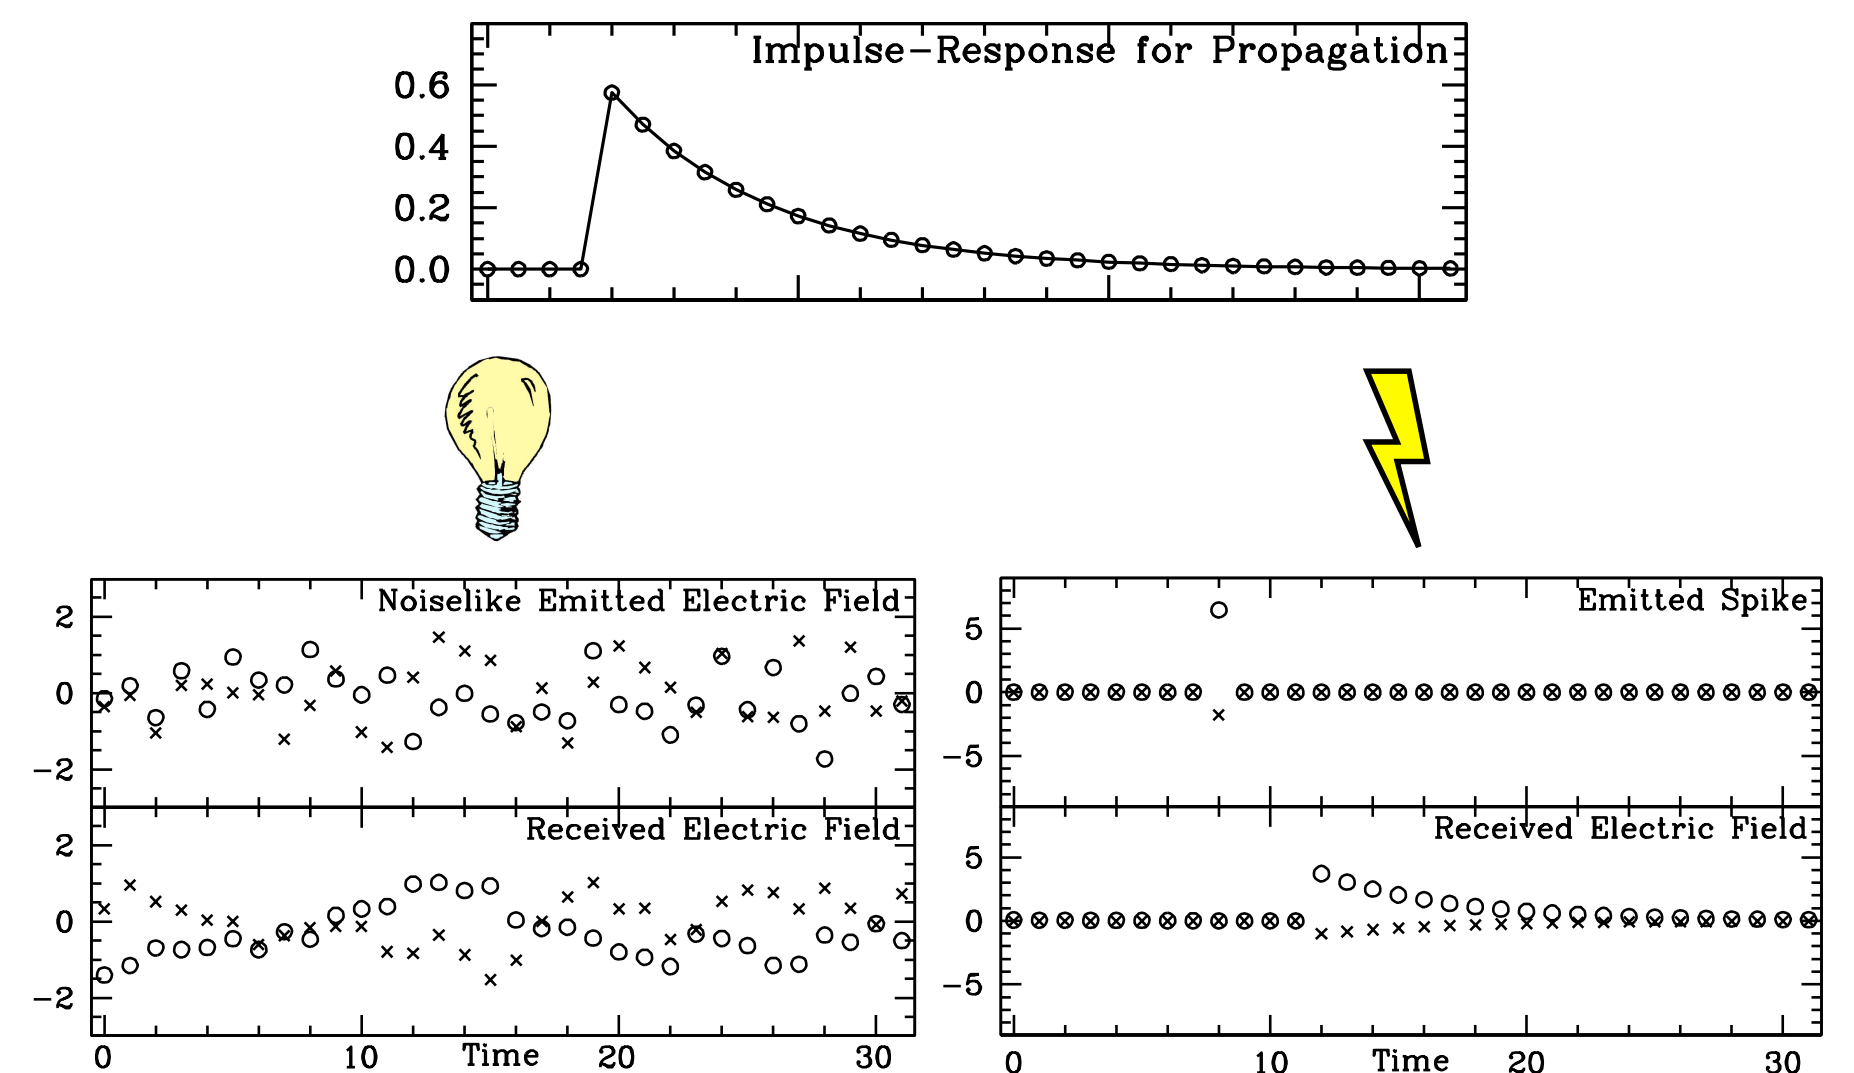 Impulse-Response for Propagation
0.6
0.4
0.2
0.0
Noiselike Emitted Electric Field
2
0
-2
Received Electric Field
2
0
-2
0 10 Time 20 30
Emitted Spike
5
0
-5
Received Electric Field
5
0
-5
0 10 Time 20 30